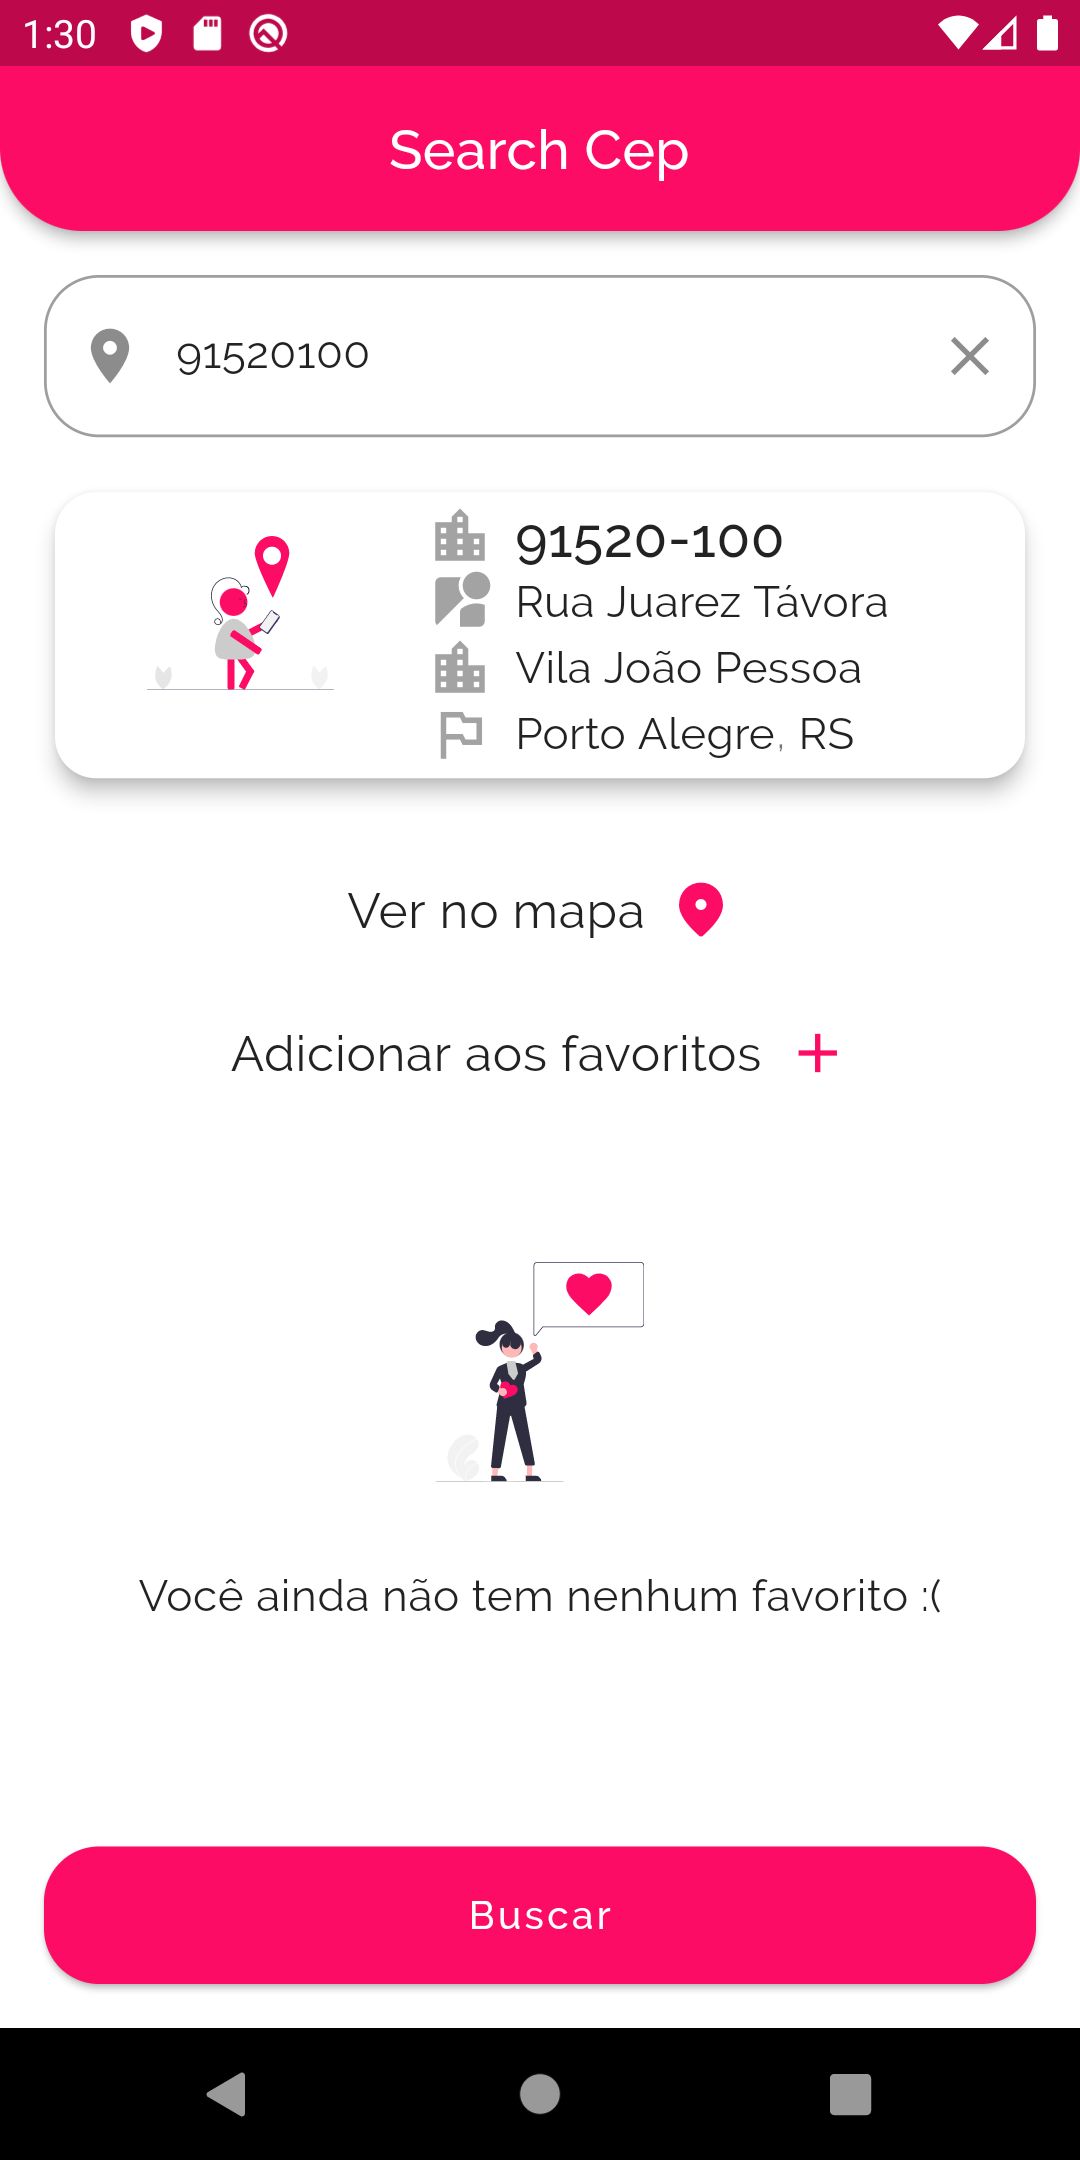 1:30
Search Cep
91520100
91520-100
Rua Juarez Távora
Vila João Pessoa
Porto Alegre, RS
Ver no mapa
Adicionar aos favoritos
Você ainda não tem nenhum favorito :(
Buscar